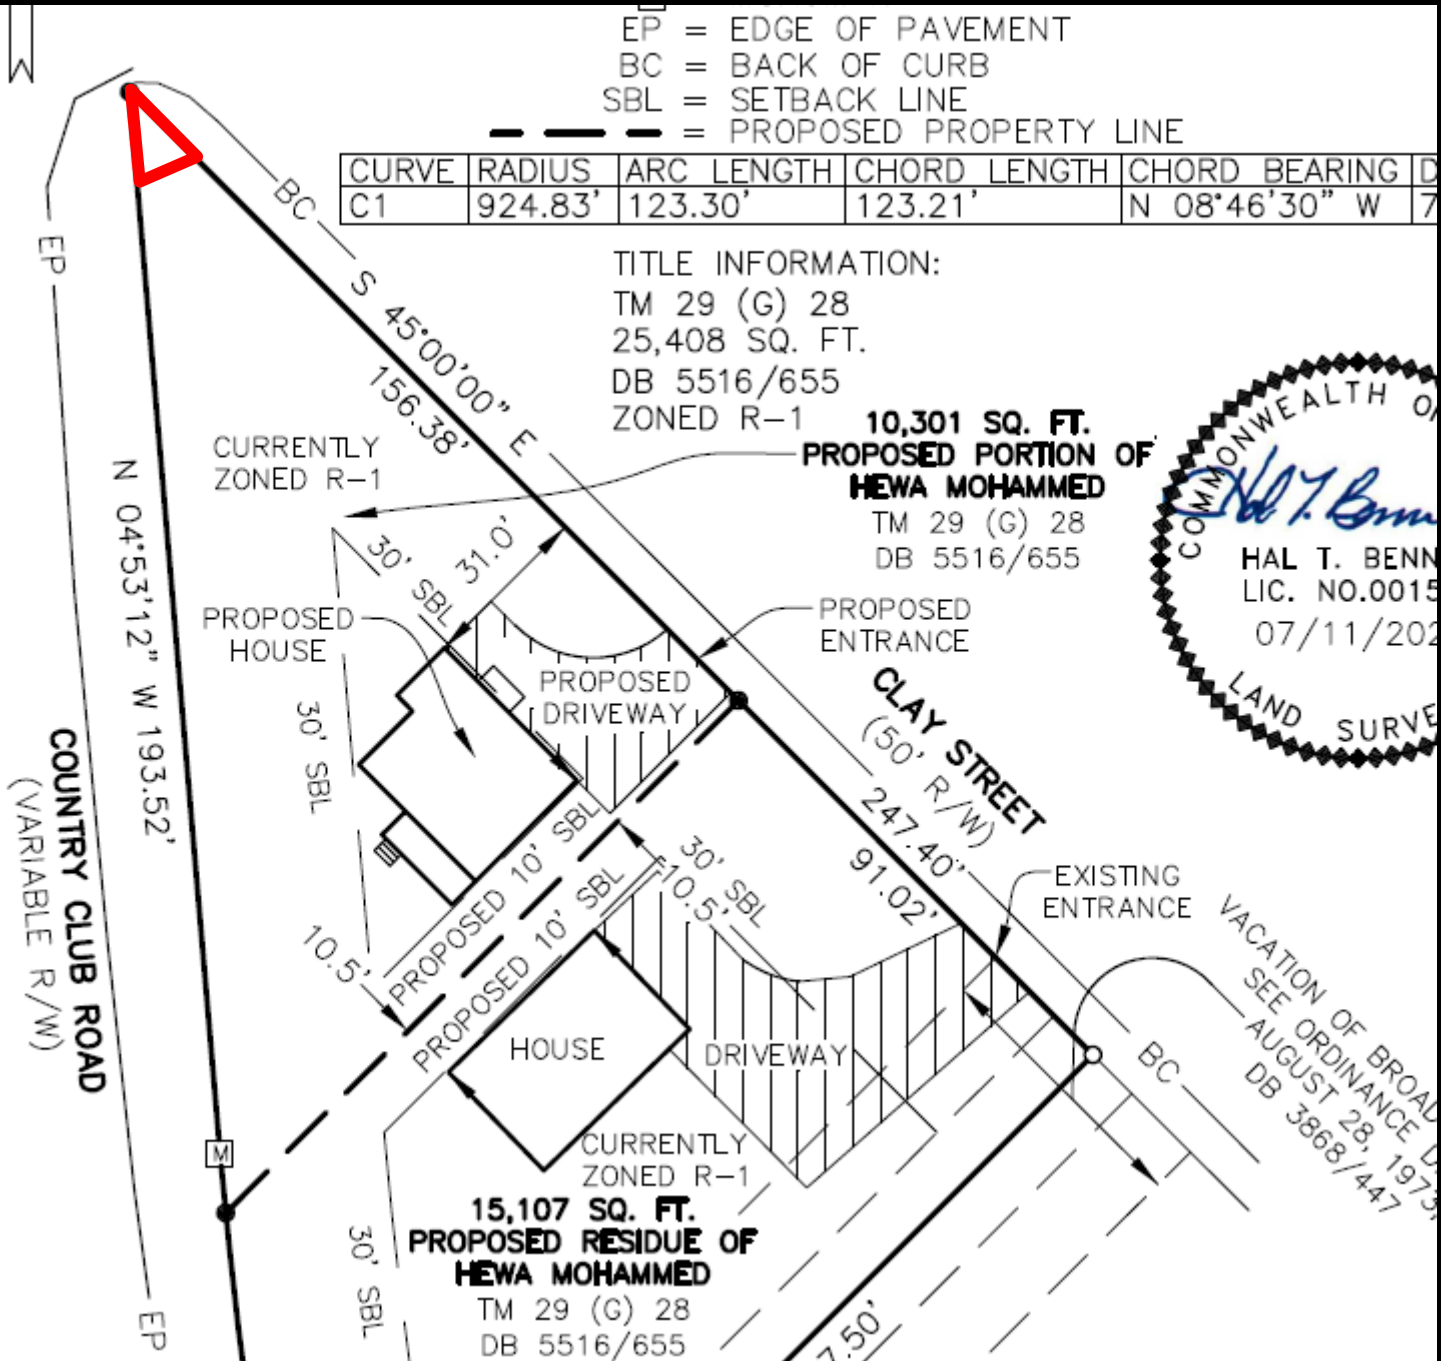 EP = EDGE OF PAVEMENT
BC = BACK OF CURB
SBL = SETBACK LINE
= PROPOSED PROPERTY LINE
CURVE RADIUS ARC LENGTH CHORD LENGTH CHORD BEARING D
C1 924.83' 123.30' 123.21' N 08°46'30" W 7
TITLE INFORMATION:
TM 29 (G) 28
25,408 SQ. FT.
DB 5516/655
ZONED R-1
10,301 SQ. FT.
PROPOSED PORTION OF
HEWA MOHAMMED
TM 29 (G) 28
DB 5516/655
BC
EP
S 45°00'00" E
156.38'
CURRENTLY
ZONED R-1
N 04°53'12" W 193.52'
30' SBL
31.0'
PROPOSED
HOUSE
PROPOSED
ENTRANCE
PROPOSED
DRIVEWAY
30' SBL
CLAY STREET
(50' R/W)
247.40'
91.02'
COMMONWEALTH
HAL T. BENN
LIC. NO.0015
07/11/202
LAND SURVE
COUNTRY CLUB ROAD
(VARIABLE R/W)
PROPOSED 10' SBL
PROPOSED 10' SBL
10.5'
30' SBL
10.5'
EXISTING
ENTRANCE
VACATION OF BROAD
SEE ORDINANCE D
AUGUST 28, 1973,
DB 3868/447
HOUSE
DRIVEWAY
BC
M
CURRENTLY
ZONED R-1
15,107 SQ. FT.
PROPOSED RESIDUE OF
HEWA MOHAMMED
TM 29 (G) 28
DB 5516/655
30' SBL
EP
7.50'